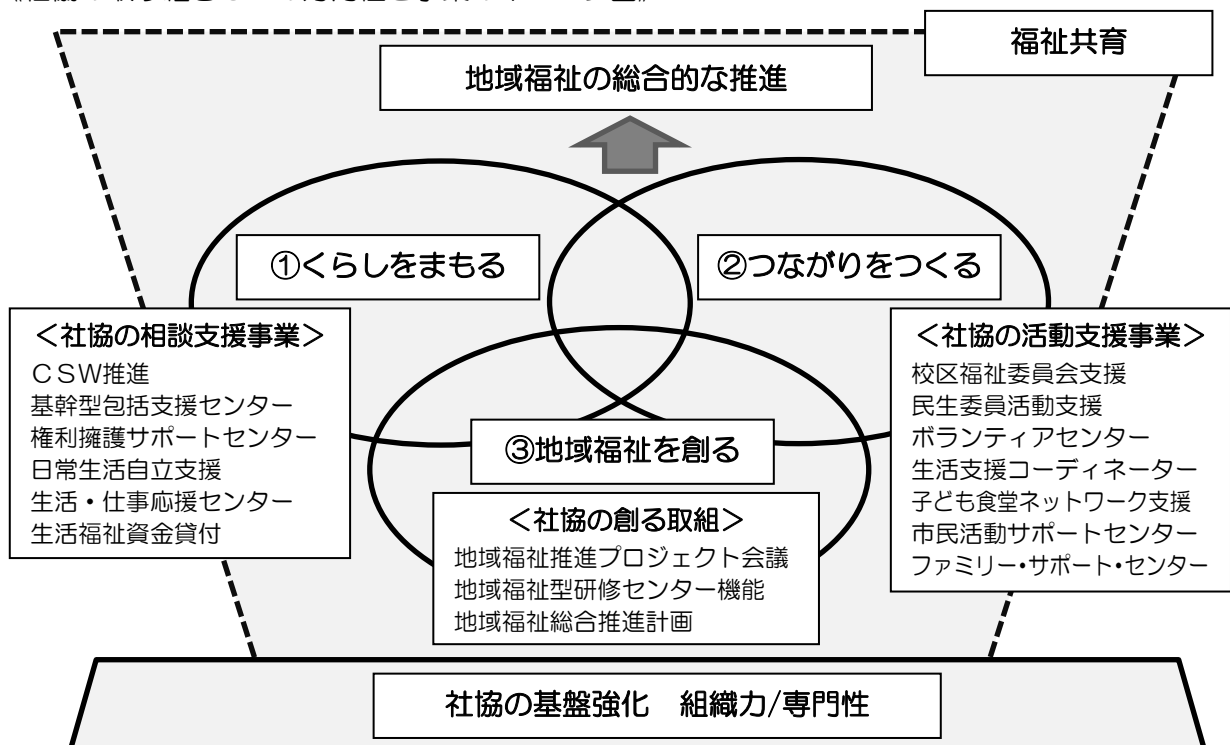 福祉共育
地域福祉の総合的な推進
①くらしをまもる
②つながりをつくる
＜社協の相談支援事業＞
ＣＳＷ推進
基幹型包括支援センター
権利擁護サポートセンター
日常生活自立支援
生活・仕事応援センター
生活福祉資金貸付
＜社協の活動支援事業＞
校区福祉委員会支援
民生委員活動支援
ボランティアセンター
生活支援コーディネーター
子ども食堂ネットワーク支援
市民活動サポートセンター
ファミリー・サポート・センター
③地域福祉を創る
＜社協の創る取組＞
地域福祉推進プロジェクト会議
地域福祉型研修センター機能
地域福祉総合推進計画
社協の基盤強化　組織力/専門性